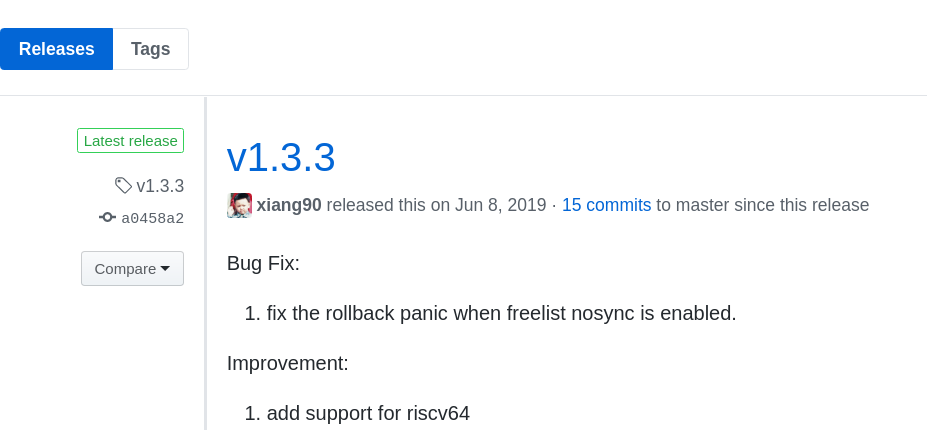 Releases Tags
Latest release
v1.3.3
a0458a2
Compare
v1.3.3
xiang90 released this on Jun 8, 2019 · 15 commits to master since this release
Bug Fix:
1. fix the rollback panic when freelist nosync is enabled.
Improvement:
1. add support for riscv64